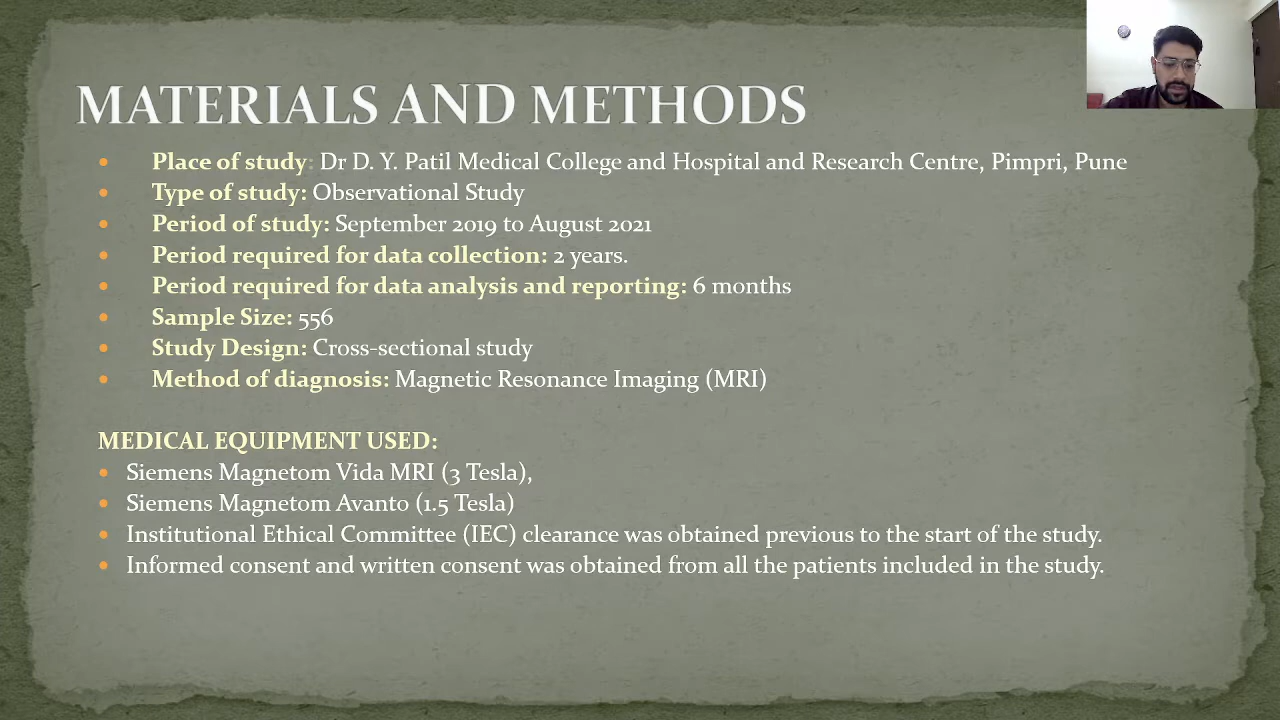 MATERIALS AND METHODS
• Place of study: Dr D. Y. Patil Medical College and Hospital and Research Centre, Pimpri, Pune
• Type of study: Observational Study
• Period of study: September 2019 to August 2021
• Period required for data collection: 2 years.
• Period required for data analysis and reporting: 6 months
• Sample Size: 556
• Study Design: Cross-sectional study
• Method of diagnosis: Magnetic Resonance Imaging (MRI)
MEDICAL EQUIPMENT USED:
• Siemens Magnetom Vida MRI (3 Tesla),
• Siemens Magnetom Avanto (1.5 Tesla)
• Institutional Ethical Committee (IEC) clearance was obtained previous to the start of the study.
• Informed consent and written consent was obtained from all the patients included in the study.